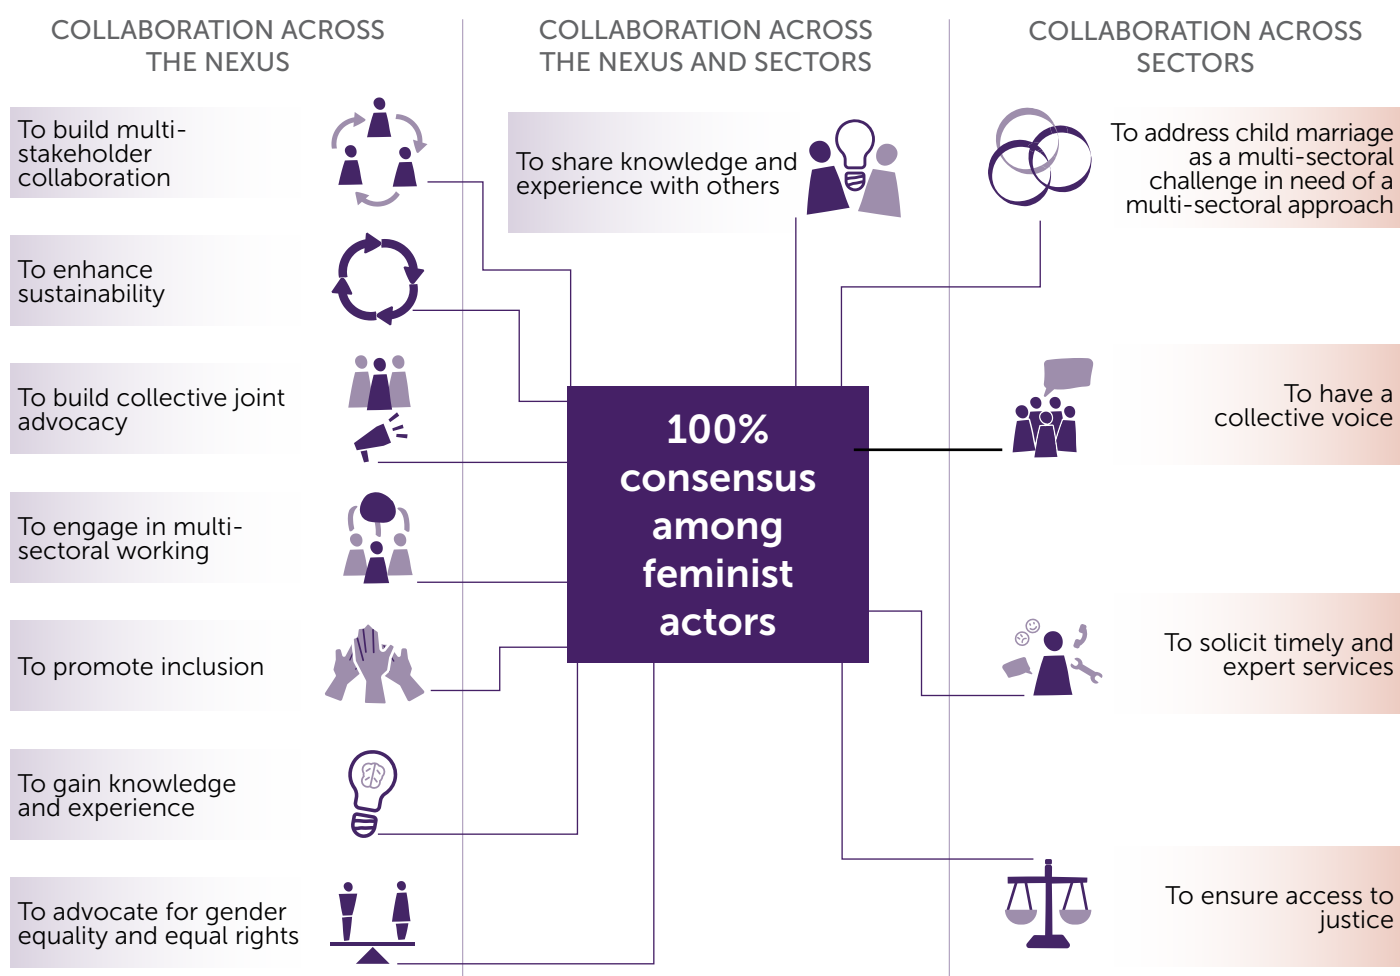 COLLABORATION ACROSS
THE NEXUS
To build multi-
stakeholder
collaboration
To enhance
sustainability
To build collective joint
advocacy
To engage in multi-
sectoral working
To promote inclusion
To gain knowledge
and experience
To advocate for gender
equality and equal rights
COLLABORATION ACROSS
THE NEXUS AND SECTORS
To share knowledge and
experience with others
100%
consensus
among
feminist
actors
COLLABORATION ACROSS
SECTORS
To address child marriage
as a multi-sectoral
challenge in need of a
multi-sectoral approach
To have a
collective voice
To solicit timely and
expert services
To ensure access to
justice